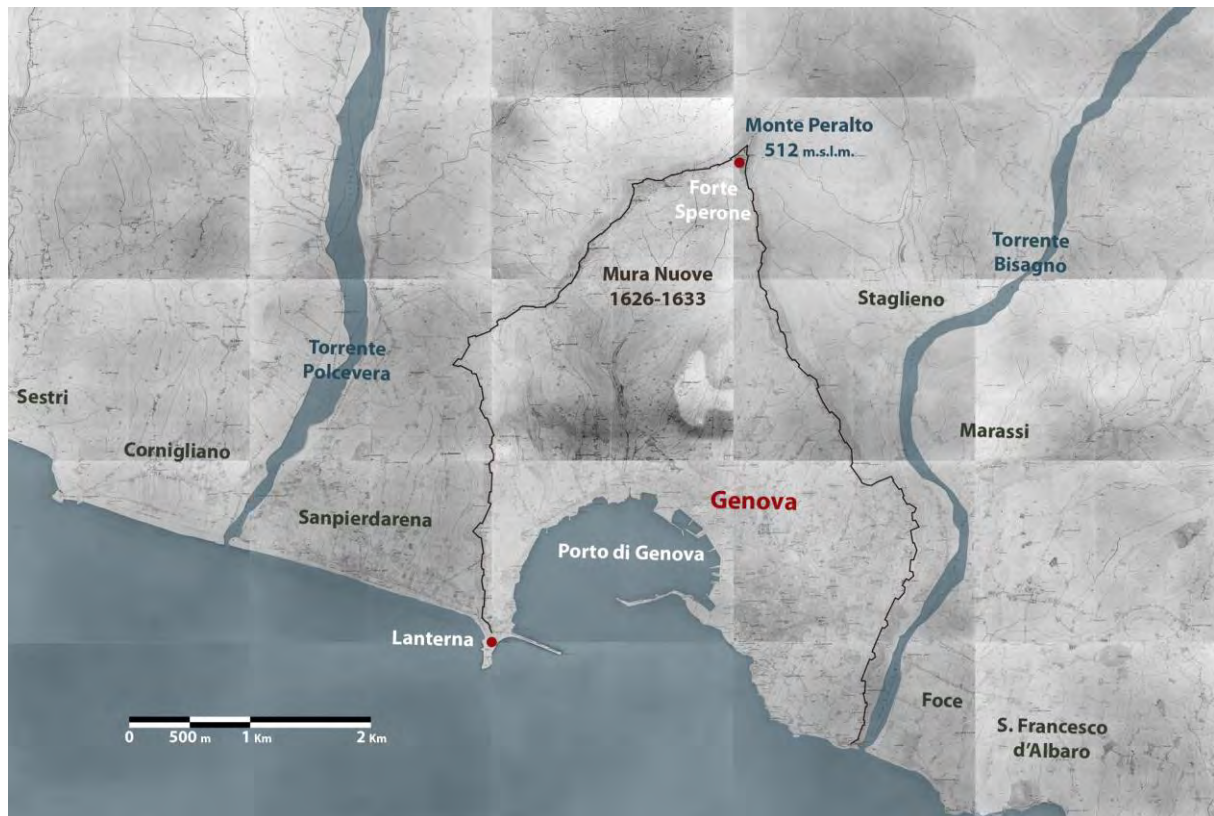 Monte Peralto
512 m.s.l.m.
Forte
Sperone
Torrente
Bisagno
Mura Nuove
1626-1633
Staglieno
Torrente
Polcevera
Sestri
Cornigliano
Marassi
Sanpierdarena
Genova
Porto di Genova
Lanterna
Foce
S. Francesco
d'Albaro
0 500 m 1 Km 2 Km